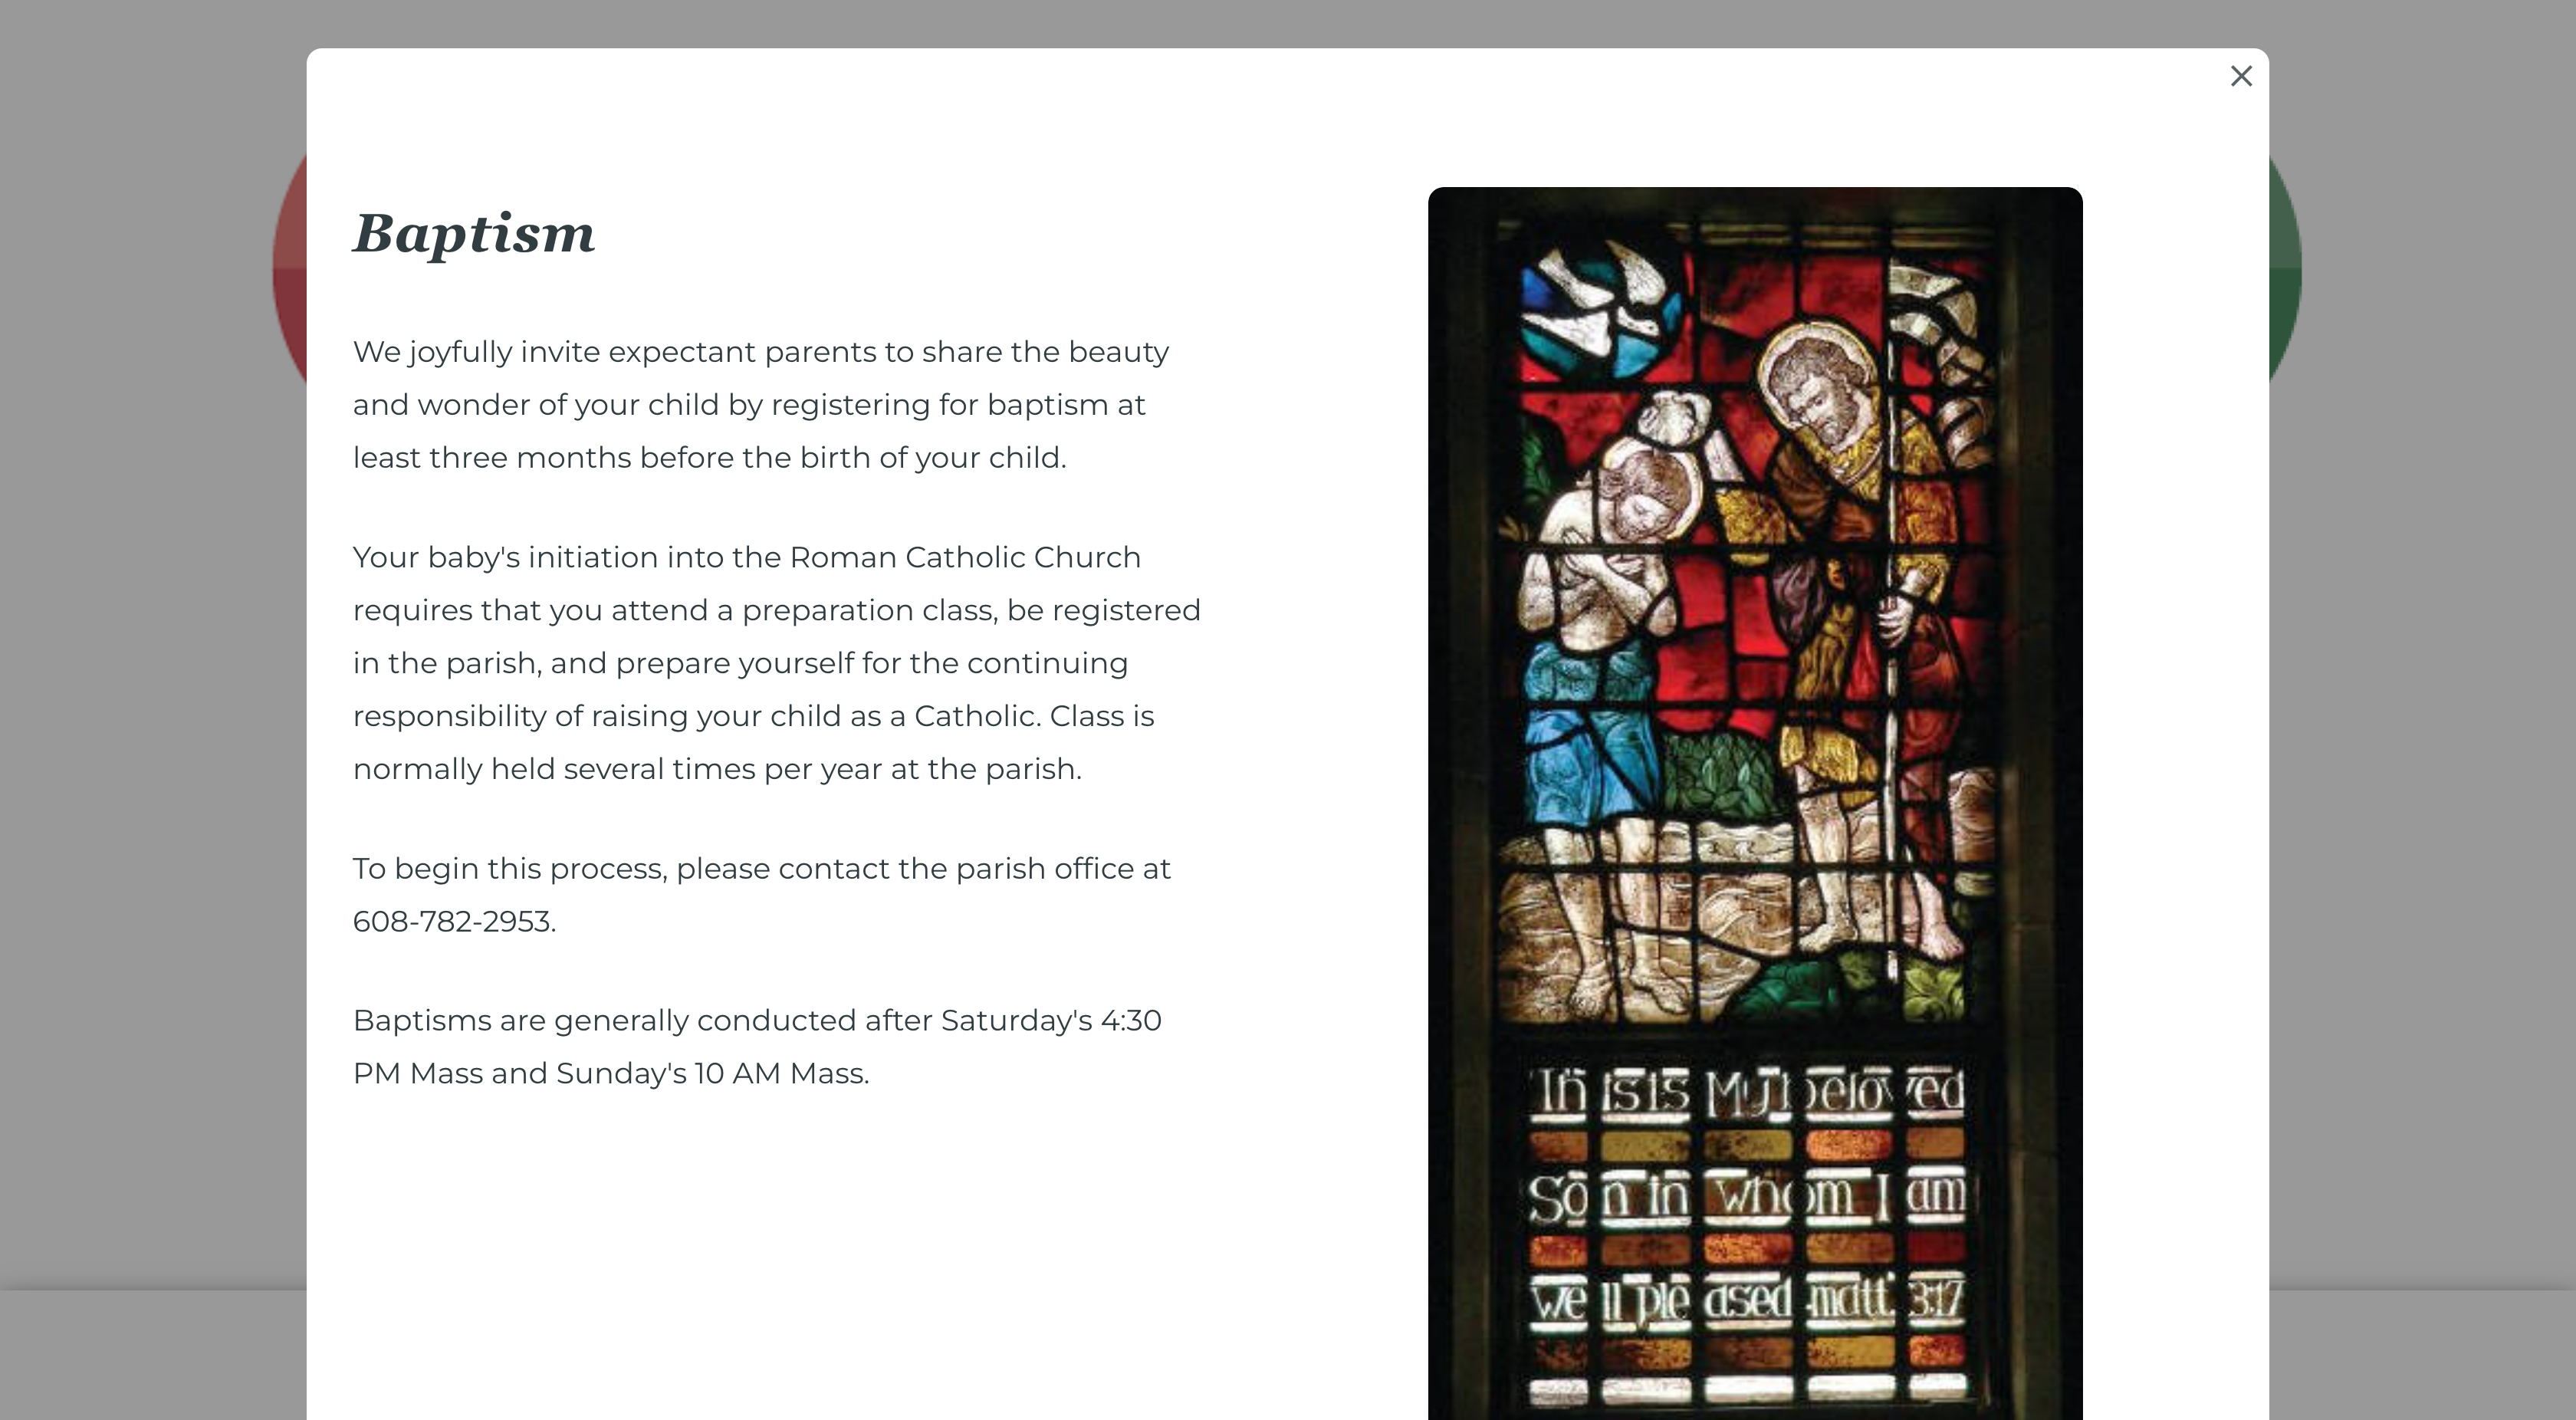 Baptism
We joyfully invite expectant parents to share the beauty
and wonder of your child by registering for baptism at
least three months before the birth of your child.
Your baby's initiation into the Roman Catholic Church
requires that you attend a preparation class, be registered
in the parish, and prepare yourself for the continuing
responsibility of raising your child as a Catholic. Class is
normally held several times per year at the parish.
To begin this process, please contact the parish office at
608-782-2953.
Baptisms are generally conducted after Saturday's 4:30
PM Mass and Sunday's 10 AM Mass.
This is My beloved
Son in whom I am
well pleased matt. 3:17